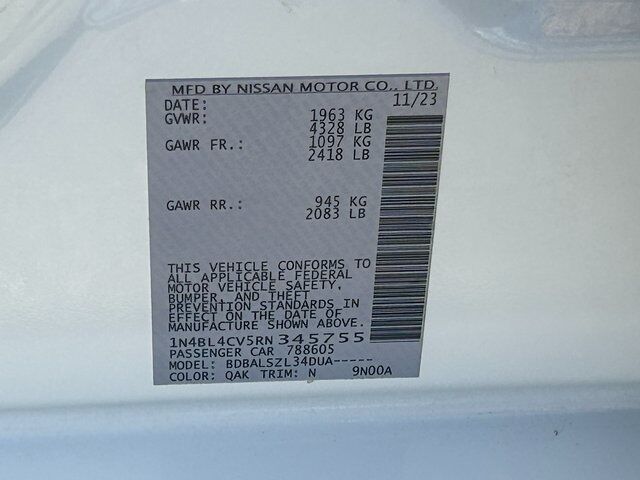 MFD BY NISSAN MOTOR CO., LTD.
DATE: 11/23
GVWR: 1963 KG
4328 LB
GAWR FR.: 1097 KG
2418 LB
GAWR RR.: 945 KG
2083 LB
THIS VEHICLE CONFORMS TO
ALL APPLICABLE FEDERAL
MOTOR VEHICLE SAFETY,
BUMPER, AND THEFT
PREVENTION STANDARDS IN
EFFECT ON THE DATE OF
MANUFACTURE SHOWN ABOVE.
1N4BL4CV5RN345755
PASSENGER CAR 788605
MODEL: BDBALSZL34DUA-----
COLOR: QAK TRIM: N 9N00A